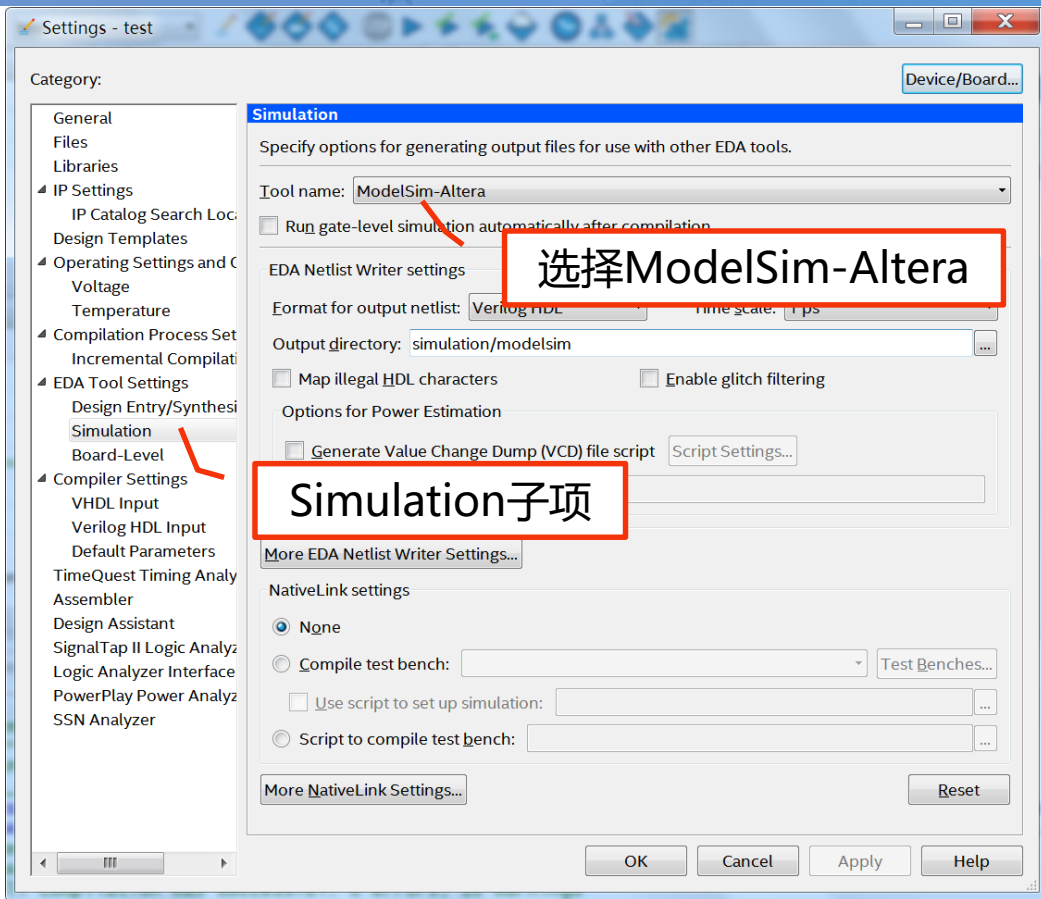 Settings - test
Category:
Device/Board...
General
Files
Libraries
IP Settings
IP Catalog Search Loca
Design Templates
Operating Settings and C
Voltage
Temperature
Compilation Process Set
Incremental Compilati
EDA Tool Settings
Design Entry/Synthesi
Simulation
Board-Level
Compiler Settings
VHDL Input
Verilog HDL Input
Default Parameters
TimeQuest Timing Analy
Assembler
Design Assistant
SignalTap II Logic Analyz
Logic Analyzer Interface
PowerPlay Power Analyz
SSN Analyzer
Simulation
Specify options for generating output files for use with other EDA tools.
Tool name: ModelSim-Altera
Run gate-level simulation automatically after compilation
选择ModelSim-Altera
EDA Netlist Writer settings
Format for output netlist: Verilog HDL Time scale: 1 ps
Output directory: simulation/modelsim ...
Map illegal HDL characters Enable glitch filtering
Options for Power Estimation
Generate Value Change Dump (VCD) file script Script Settings...
Simulation子项
More EDA Netlist Writer Settings...
NativeLink settings
None
Compile test bench: Test Benches...
Use script to set up simulation: ...
Script to compile test bench: ...
More NativeLink Settings... Reset
OK Cancel Apply Help